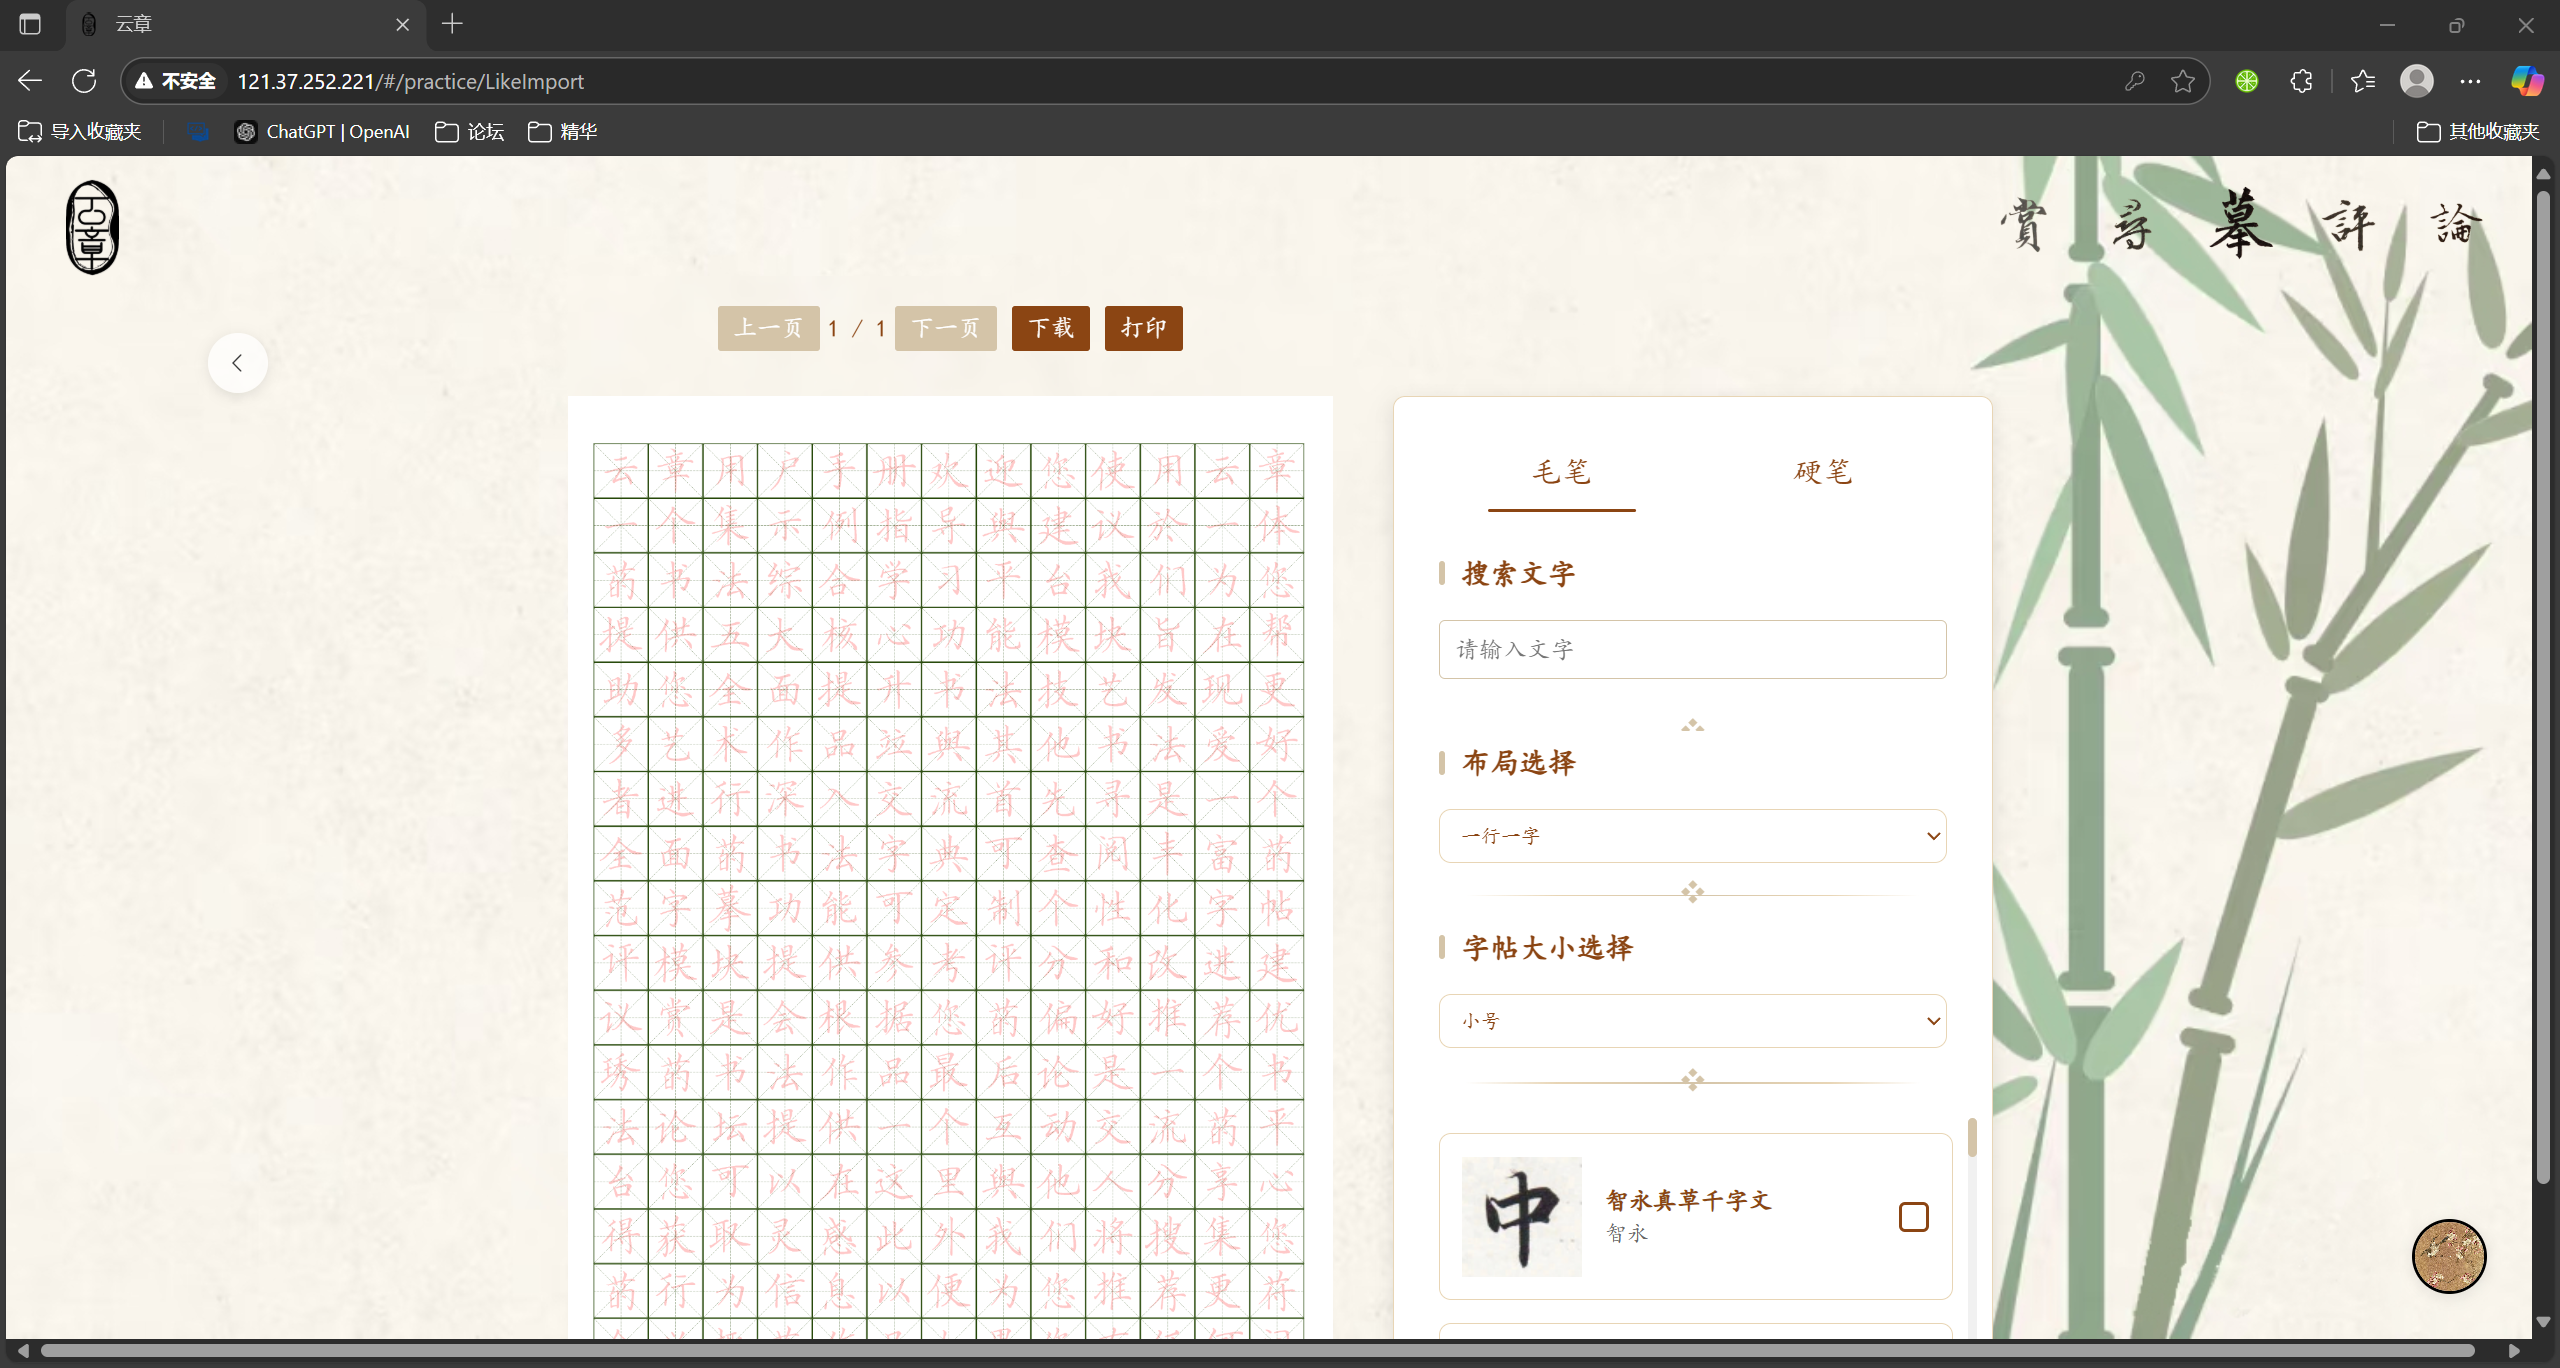 云章
不安全 121.37.252.221/#/practice/LikeImport
导入收藏夹 ChatGPT | OpenAI 论坛 精华 其他收藏夹
云章
賞 尋 摹 評 論
上一页 1 / 1 下一页 下载 打印
云章用户手册欢迎您使用云章
一个集示例指导與建议於一体
的书法综合学习平台我们为您
提供五大核心功能模块旨在帮
助您全面提升书法技艺发现更
多艺术作品並與其他书法爱好
者进行深入交流首先寻是一个
全面的书法字典可查阅丰富的
范字摹功能可定制个性化字帖
评模块提供参考评分和改进建
议赏是会根据您的偏好推荐优
琇的书法作品最后论是一个书
法论坛提供一个互动交流的平
台您可以在这里與他人分享心
得获取灵感此外我们将搜集您
的行为信息以便为您推荐更符
毛笔 硬笔
搜索文字
请输入文字
布局选择
一行一字
字帖大小选择
小号
中
智永真草千字文
智永